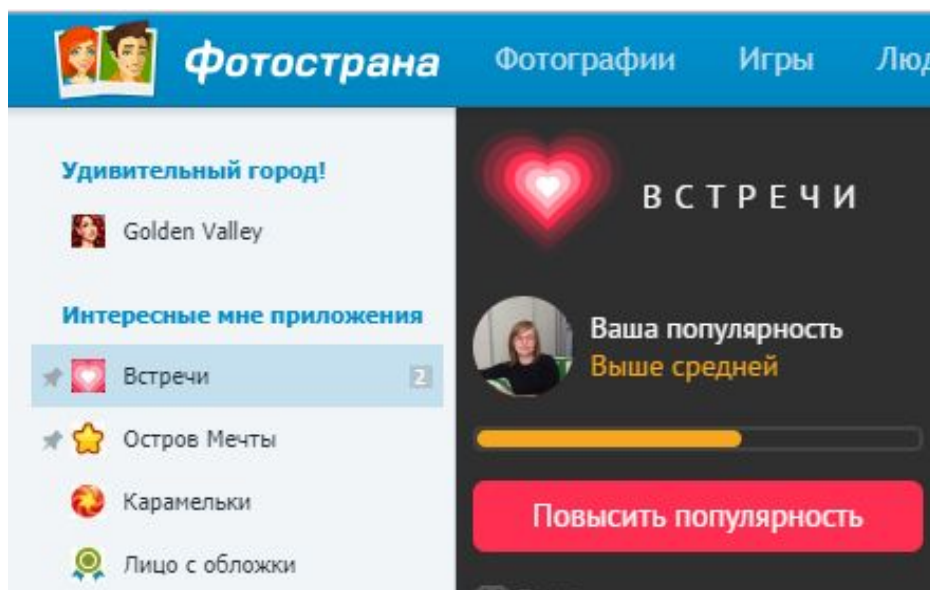 Фотострана
Фотографии
Игры
Люд
Удивительный город!
Golden Valley
Интересные мне приложения
Встречи
2
Остров Мечты
Карамельки
Лицо с обложки
ВСТРЕЧИ
Ваша популярность
Выше средней
Повысить популярность